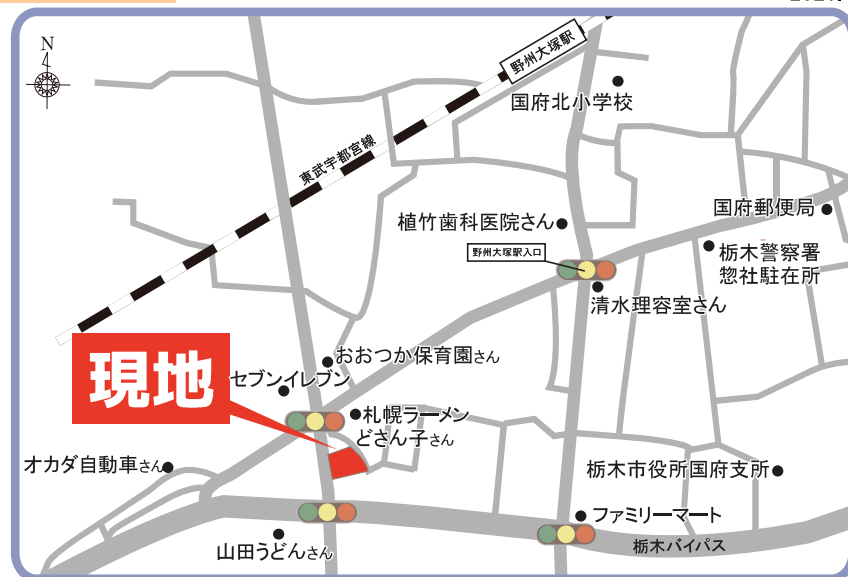 N
野州大塚駅
国府北小学校
東武宇都宮線
植竹歯科医院さん
国府郵便局
野州大塚駅入口
栃木警察署
惣社駐在所
清水理容室さん
おおつか保育園さん
現地
セブンイレブン
札幌ラーメン
どさん子さん
オカダ自動車さん
栃木市役所国府支所
ファミリーマート
山田うどんさん
栃木バイパス